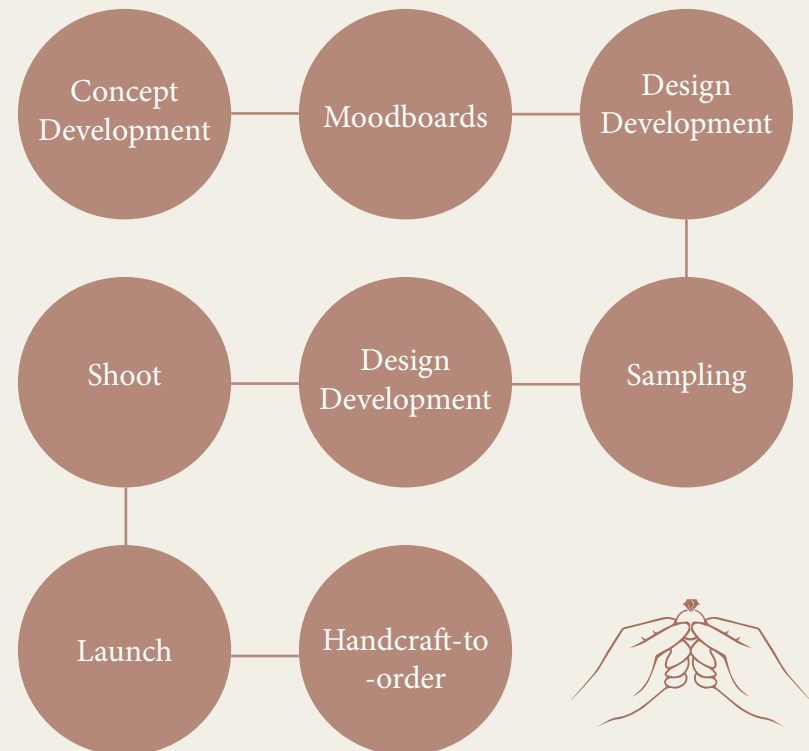 Concept
Development
Moodboards
Design
Development
Sampling
Design
Development
Shoot
Launch
Handcraft-to
-order